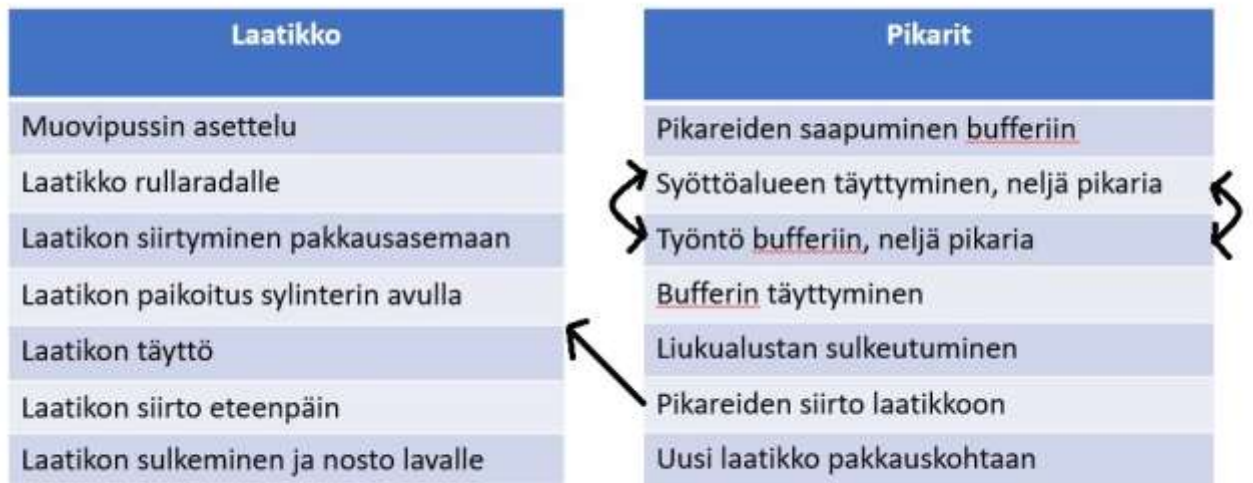 Laatikko
Muovipussin asettelu
Laatikko rullaradalle
Laatikon siirtyminen pakkausasemaan
Laatikon paikoitus sylinterin avulla
Laatikon täyttö
Laatikon siirto eteenpäin
Laatikon sulkeminen ja nosto lavalle
Pikarit
Pikareiden saapuminen bufferiin
Syöttöalueen täyttyminen, neljä pikaria
Työntö bufferiin, neljä pikaria
Bufferin täyttyminen
Liukualustan sulkeutuminen
Pikareiden siirto laatikkoon
Uusi laatikko pakkauskohtaan